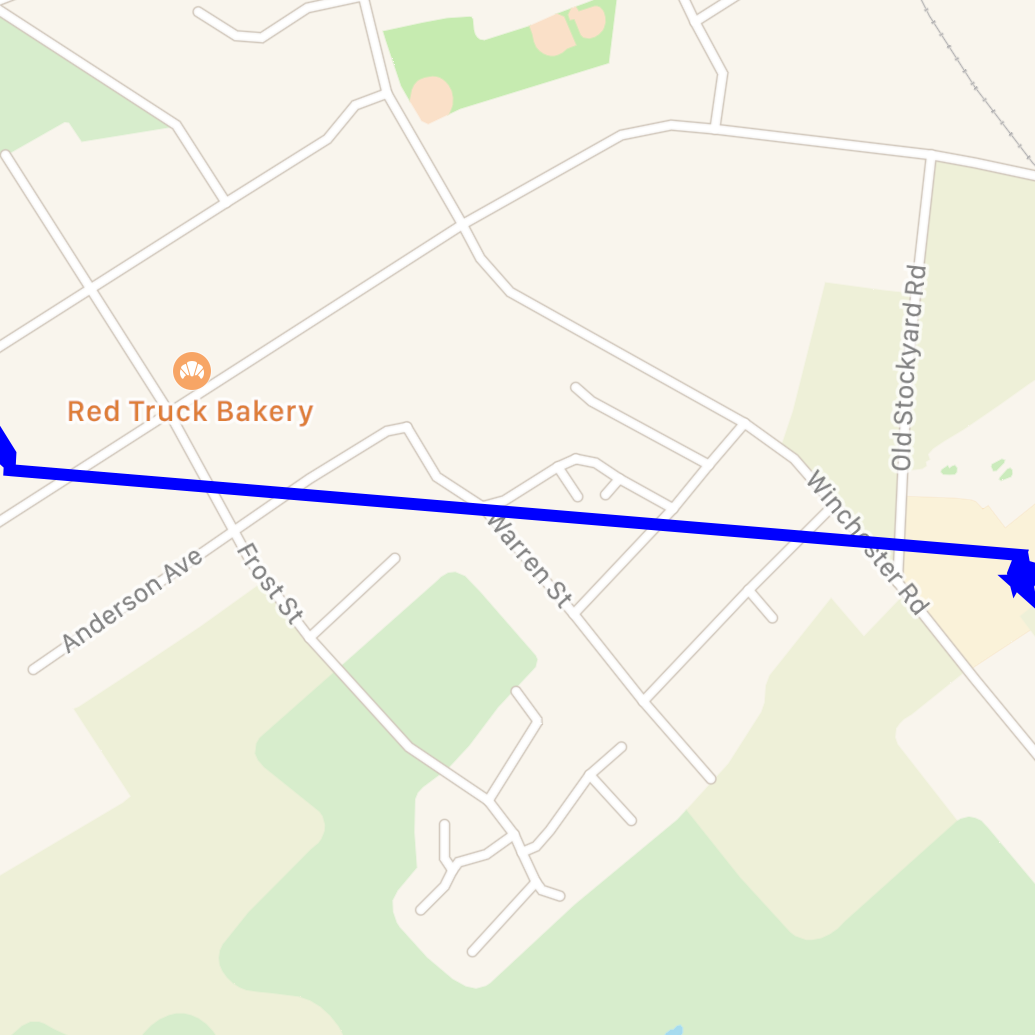 Old Stockyard Rd
Red Truck Bakery
Winchester Rd
Warren St
Frost St
Anderson Ave